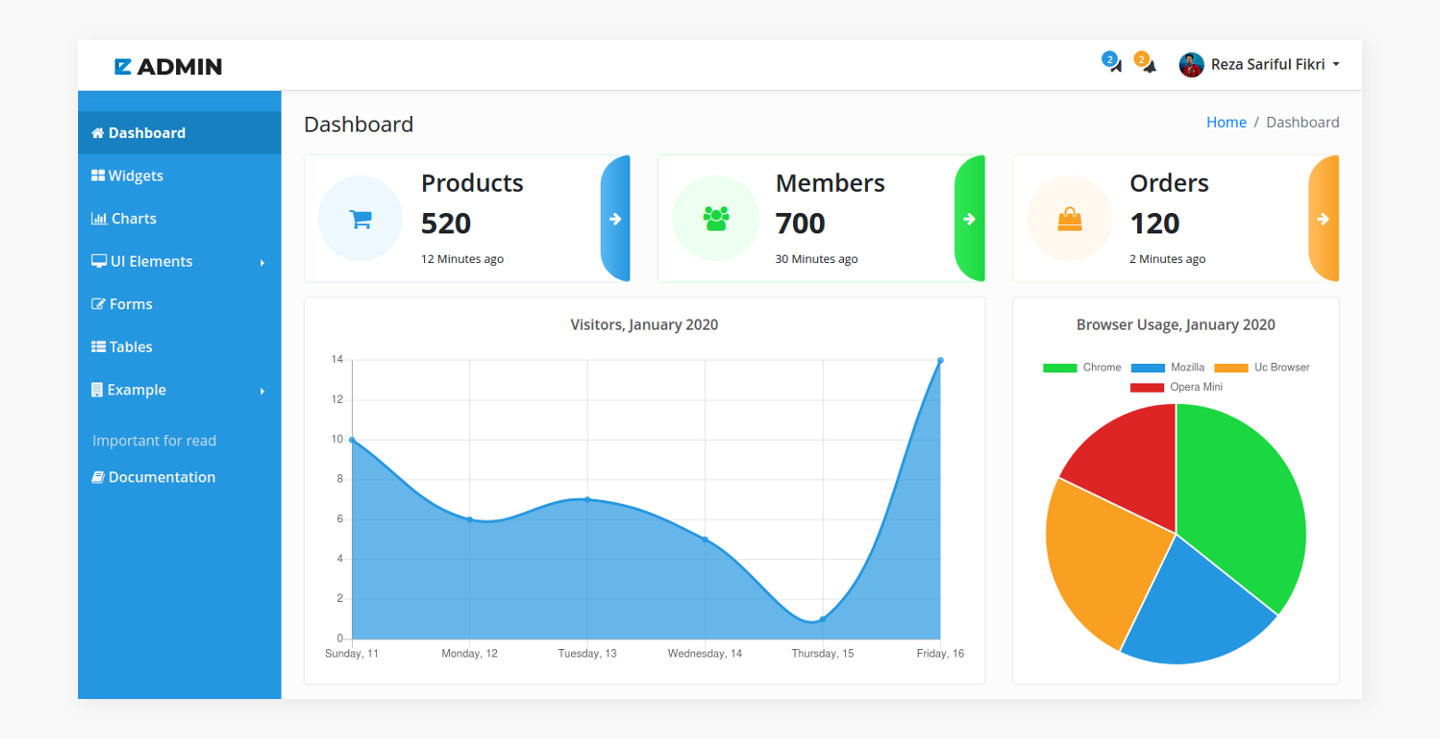 ADMIN
2
2
Reza Sariful Fikri
Dashboard
Widgets
Charts
UI Elements
Forms
Tables
Example
Important for read
Documentation
Dashboard
Home / Dashboard
Products
520
12 Minutes ago
Members
700
30 Minutes ago
Orders
120
2 Minutes ago
Visitors, January 2020
14
12
10
8
6
4
2
0
Sunday, 11 Monday, 12 Tuesday, 13 Wednesday, 14 Thursday, 15 Friday, 16
Browser Usage, January 2020
Chrome Mozilla Uc Browser
Opera Mini